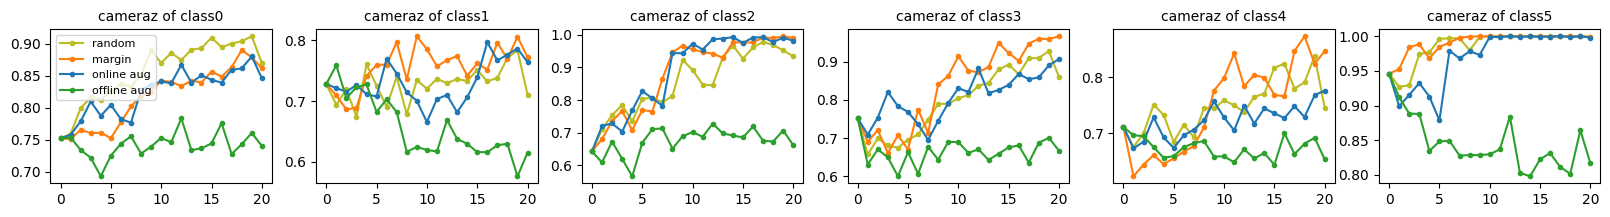 cameraz of class0
0.90
0.85
0.80
0.75
0.70
0 5 10 15 20
random
margin
online aug
offline aug
cameraz of class1
0.8
0.7
0.6
0 5 10 15 20
cameraz of class2
1.0
0.9
0.8
0.7
0.6
0 5 10 15 20
cameraz of class3
0.9
0.8
0.7
0.6
0 5 10 15 20
cameraz of class4
0.8
0.7
0 5 10 15 20
cameraz of class5
1.00
0.95
0.90
0.85
0.80
0 5 10 15 20